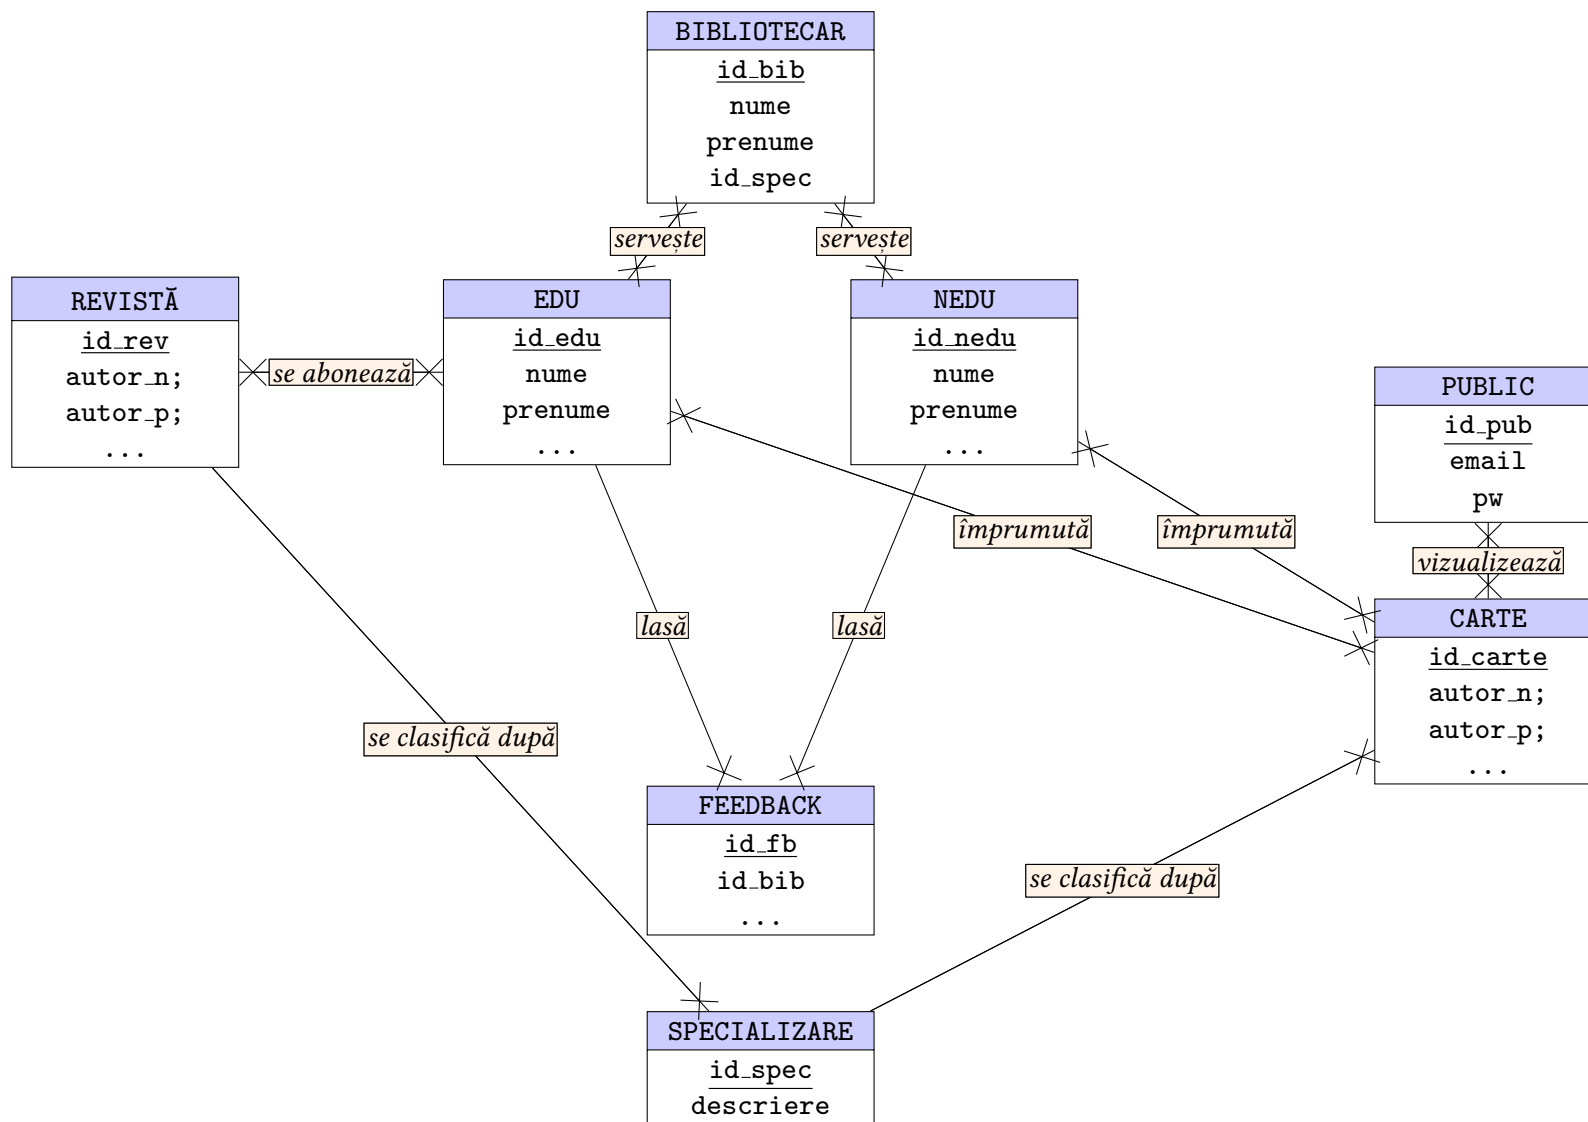 BIBLIOTECAR
id_bib
nume
prenume
id_spec
servește
servește
REVISTĂ
id_rev
autor_n;
autor_p;
...
se abonează
EDU
id_edu
nume
prenume
...
NEDU
id_nedu
nume
prenume
...
PUBLIC
id_pub
email
pw
împrumută
împrumută
vizualizează
lasă
lasă
CARTE
id_carte
autor_n;
autor_p;
...
se clasifică după
FEEDBACK
id_fb
id_bib
...
se clasifică după
SPECIALIZARE
id_spec
descriere